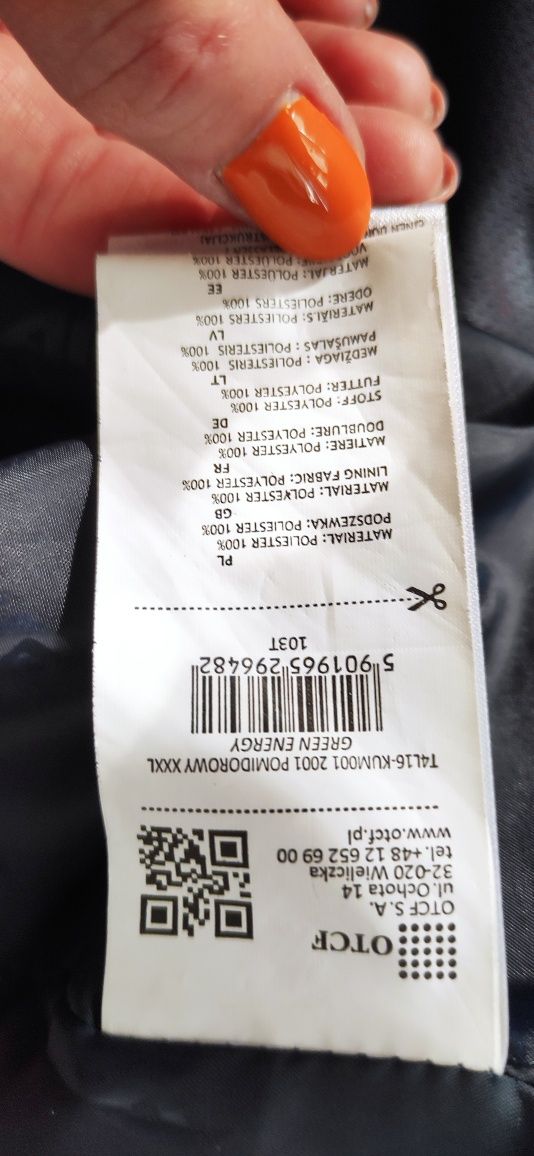 OTCF
OTCF S.A.
ul.Ochota 14
32-020 Wieliczka
tel.+48 12 652 69 00
www.otcf.pl
T4L16-KUM001 2001 POMIDOROWY XXXL
GREEN ENERGY
5 901965 296482
103T
PL
MATERIAL: POLIESTER 100%
PODSZEWKA: POLIESTER 100%
GB
MATERIAL: POLYESTER 100%
LINING FABRIC: POLYESTER 100%
FR
MATIERE: POLYESTER 100%
DOUBLURE: POLYESTER 100%
DE
STOFF: POLYESTER 100%
FUTTER: POLYESTER 100%
LT
MEDŽIAGA : POLIESTERIS 100%
PAMUŠALAS : POLIESTERIS 100%
LV
MATERIĀLS: POLIESTERS 100%
ODERE: POLIESTERS 100%
EE
MATERJAL: POLÜESTER 100%
100%